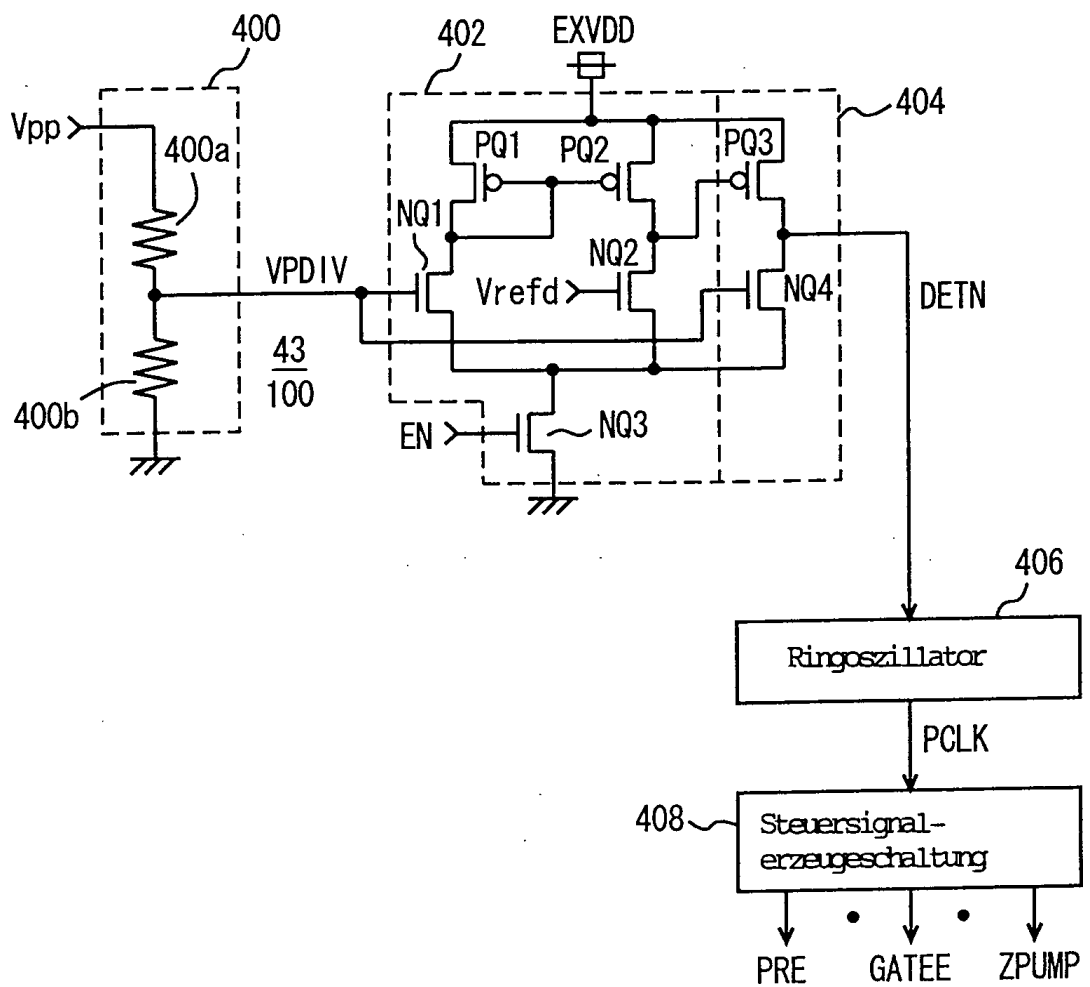 EXVDD
400
402
404
Vpp
400a
PQ1
PQ2
PQ3
NQ1
VPDIV
NQ2
Vrefd
NQ4
DETN
43
100
400b
EN
NQ3
406
Ringoszillator
PCLK
408
Steuersignal-
erzeugeschaltung
PRE
GATEE
ZPUMP